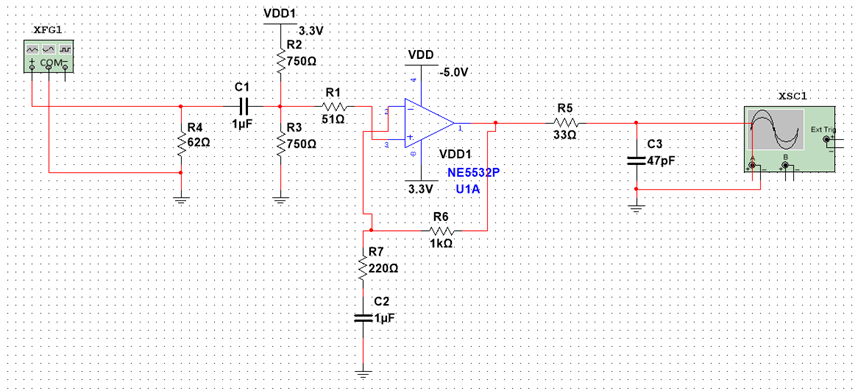 XFG1
COM
VDD1
3.3V
R2
750Ω
C1
1µF
R1
51Ω
R4
62Ω
R3
750Ω
VDD
-5.0V
4
2
3
1
8
VDD1
3.3V
NE5532P
U1A
R5
33Ω
C3
47pF
XSC1
Ext Trig
A
B
R6
1kΩ
R7
220Ω
C2
1µF